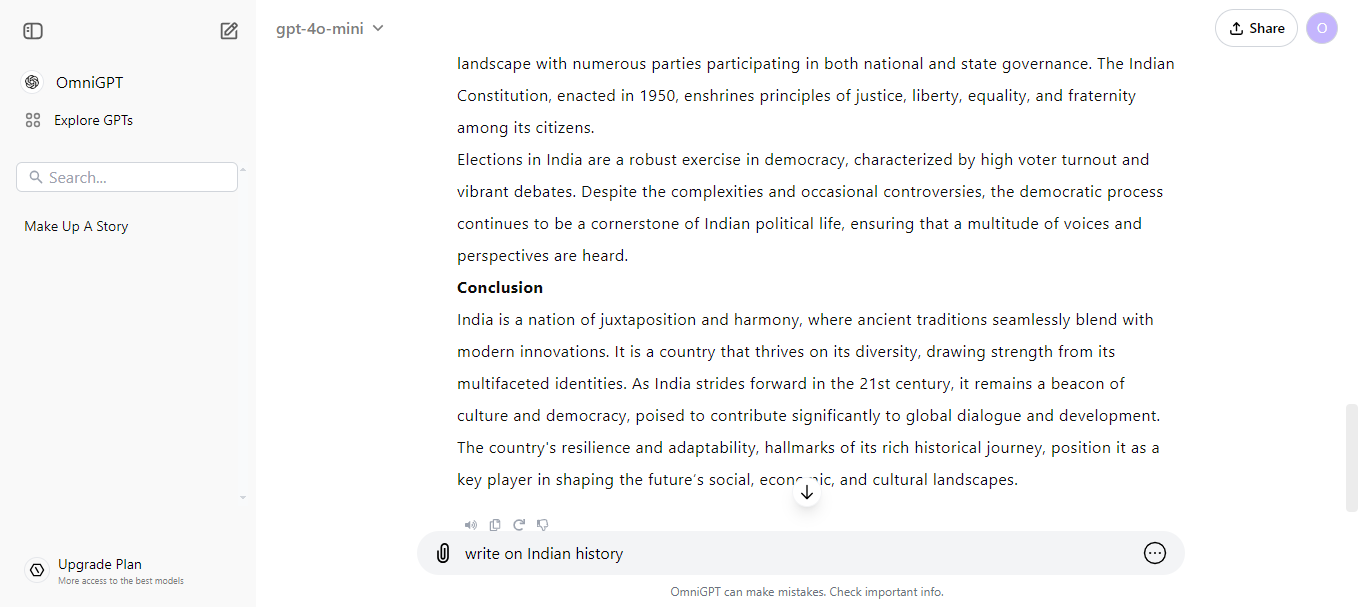 gpt-4o-mini
Share
O
OmniGPT
Explore GPTs
Search...
Make Up A Story
landscape with numerous parties participating in both national and state governance. The Indian
Constitution, enacted in 1950, enshrines principles of justice, liberty, equality, and fraternity
among its citizens.
Elections in India are a robust exercise in democracy, characterized by high voter turnout and
vibrant debates. Despite the complexities and occasional controversies, the democratic process
continues to be a cornerstone of Indian political life, ensuring that a multitude of voices and
perspectives are heard.
Conclusion
India is a nation of juxtaposition and harmony, where ancient traditions seamlessly blend with
modern innovations. It is a country that thrives on its diversity, drawing strength from its
multifaceted identities. As India strides forward in the 21st century, it remains a beacon of
culture and democracy, poised to contribute significantly to global dialogue and development.
The country's resilience and adaptability, hallmarks of its rich historical journey, position it as a
key player in shaping the future's social, economic, and cultural landscapes.
write on Indian history
OmniGPT can make mistakes. Check important info.
Upgrade Plan
More access to the best models